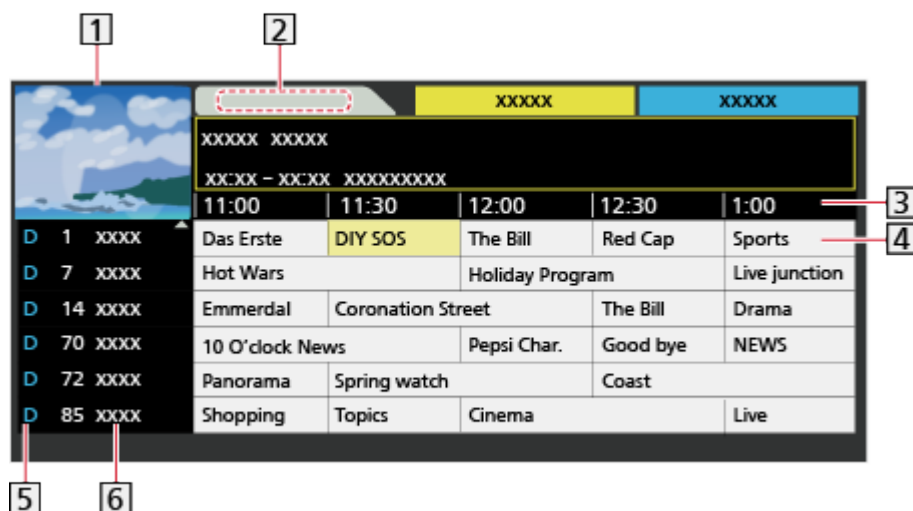 1 2
XXXXX XXXXX
XXXXX XXXXX
XX:XX – XX:XX XXXXXXXXX
11:00 11:30 12:00 12:30 1:00 3
D 1 XXXX Das Erste DIY SOS The Bill Red Cap Sports 4
D 7 XXXX Hot Wars Holiday Program Live junction
D 14 XXXX Emmerdal Coronation Street The Bill Drama
D 70 XXXX 10 O'clock News Pepsi Char. Good bye NEWS
D 72 XXXX Panorama Spring watch Coast
D 85 XXXX Shopping Topics Cinema Live
5 6